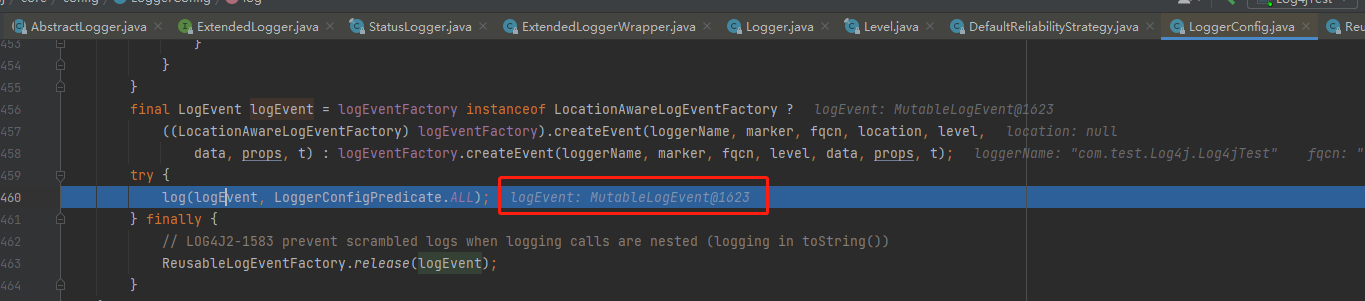 core config LoggerConfig log Log4jTest
AbstractLogger.java ExtendedLogger.java StatusLogger.java ExtendedLoggerWrapper.java Logger.java Level.java DefaultReliabilityStrategy.java LoggerConfig.java Reu
453 }
454 }
455 }
456 final LogEvent logEvent = logEventFactory instanceof LocationAwareLogEventFactory ? logEvent: MutableLogEvent@1623
457 ((LocationAwareLogEventFactory) logEventFactory).createEvent(loggerName, marker, fqcn, location, level, location: null
458 data, props, t) : logEventFactory.createEvent(loggerName, marker, fqcn, level, data, props, t); loggerName: "com.test.Log4j.Log4jTest" fqcn: "
459 try {
460 log(logEvent, LoggerConfigPredicate.ALL); logEvent: MutableLogEvent@1623
461 } finally {
462 // LOG4J2-1583 prevent scrambled logs when logging calls are nested (logging in toString())
463 ReusableLogEventFactory.release(logEvent);
464 }